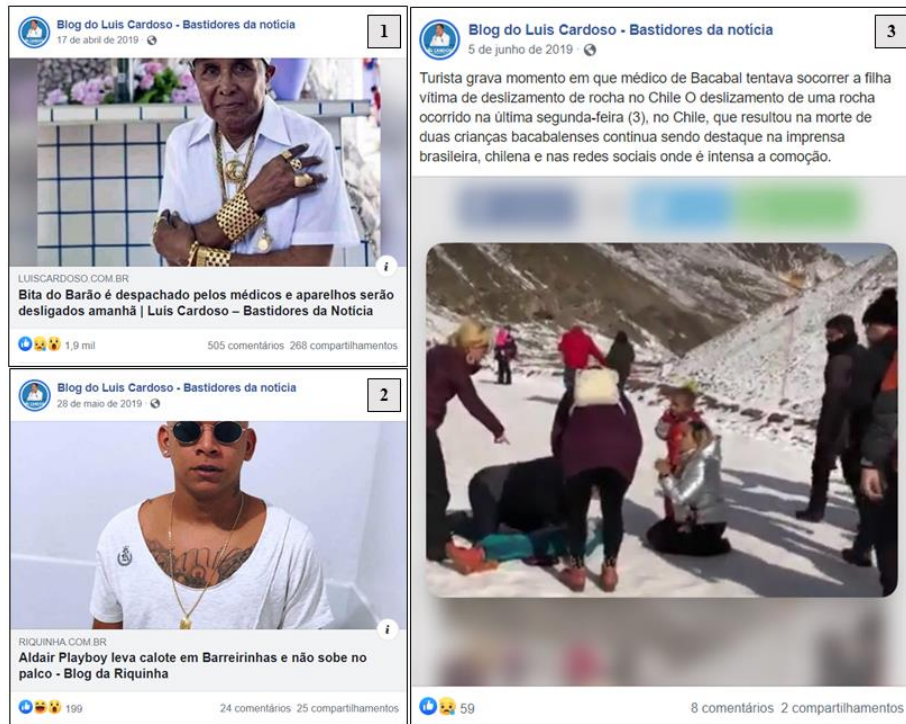 Blog do Luis Cardoso - Bastidores da noticia
17 de abril de 2019
1
LUISCARDOSO.COM.BR
Bita do Barão é despachado pelos médicos e aparelhos serão
desligados amanhã | Luis Cardoso – Bastidores da Noticia
1,9 mil
505 comentários 268 compartilhamentos
Blog do Luis Cardoso - Bastidores da noticia
28 de maio de 2019
2
RIQUINHA.COM.BR
Aldair Playboy leva calote em Barreirinhas e não sobe no
palco - Blog da Riquinha
199
24 comentários 25 compartilhamentos
Blog do Luis Cardoso - Bastidores da noticia
5 de junho de 2019
3
Turista grava momento em que médico de Bacabal tentava socorrer a filha
vítima de deslizamento de rocha no Chile O deslizamento de uma rocha
ocorrido na última segunda-feira (3), no Chile, que resultou na morte de
duas crianças bacabalenses continua sendo destaque na imprensa
brasileira, chilena e nas redes sociais onde é intensa a comoção.
59
8 comentários 2 compartilhamentos